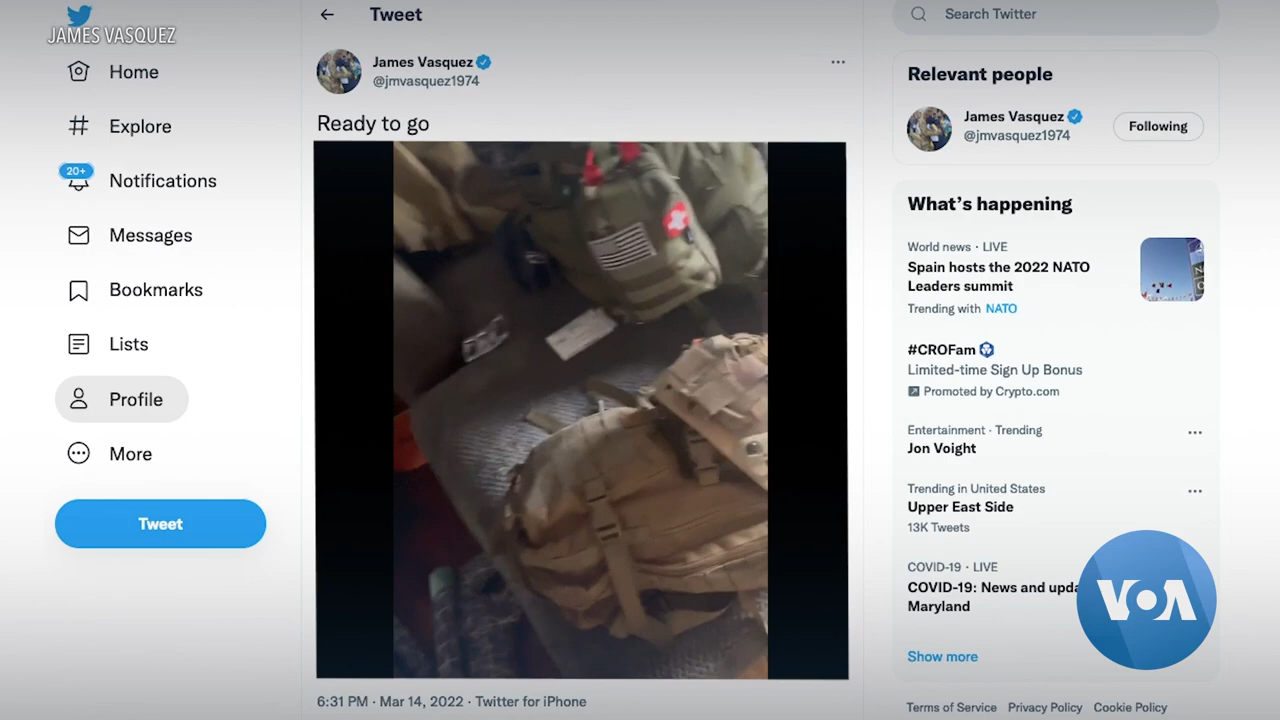 JAMES VASQUEZ
Home
Explore
20+
Notifications
Messages
Bookmarks
Lists
Profile
More
Tweet
Tweet
James Vasquez
@jmvasquez1974
Ready to go
6:31 PM · Mar 14, 2022 · Twitter for iPhone
Search Twitter
Relevant people
James Vasquez
@jmvasquez1974
Following
What's happening
World news · LIVE
Spain hosts the 2022 NATO
Leaders summit
Trending with NATO
#CROFam
Limited-time Sign Up Bonus
Promoted by Crypto.com
Entertainment · Trending
Jon Voight
Trending in United States
Upper East Side
13K Tweets
COVID-19 · LIVE
COVID-19: News and upda
Maryland
Show more
Terms of Service Privacy Policy Cookie Policy
VOA